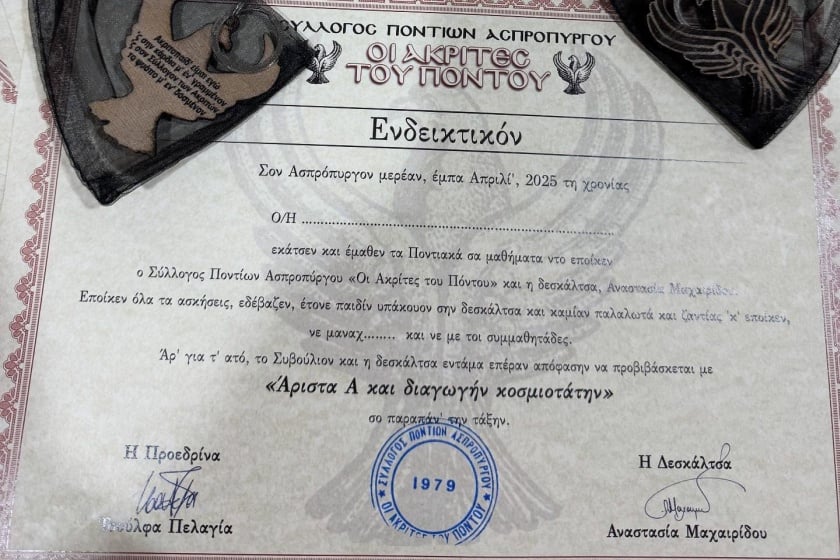 ΣΥΛΛΟΓΟΣ ΠΟΝΤΙΩΝ ΑΣΠΡΟΠΥΡΓΟΥ
ΟΙ ΑΚΡΙΤΕΣ
ΤΟΥ ΠΟΝΤΟΥ
Ενδεικτικόν
Σον Ασπρόπυργον μερέαν, έμπα Απριλί', 2025 τη χρονίας
Ο/Η ................................................................................
εκάτσεν και έμαθεν τα Ποντιακά σα μαθήματα ντο εποίκεν
ο Σύλλογος Ποντίων Ασπροπύργου «Οι Ακρίτες του Πόντου» και η δεσκάλτσα, Αναστασία Μαχαιρίδου.
Εποίκεν όλα τα ασκήσεις, εδέβαζεν, έτονε παιδίν υπάκουον σην δεσκάλτσα και καμίαν παλαλωτά και ζαντίας 'κ' εποίκεν,
νε μαναχ........ και νε με τοι συμμαθητάδες.
Άρ' για τ' ατό, το Συβούλιον και η δεσκάλτσα εντάμα επέραν απόφασην να προβιβάσκεται με
«Άριστα Α και διαγωγήν κοσμιοτάτην»
σο παραπάν' την τάξην.
Η Προεδρίνα
Πελαγία
Η Δεσκάλτσα
Αναστασία Μαχαιρίδου
ΣΥΛΛΟΓΟΣ ΠΟΝΤΙΩΝ ΑΣΠΡΟΠΥΡΓΟΥ
1979
ΟΙ ΑΚΡΙΤΕΣ ΤΟΥ ΠΟΝΤΟΥ